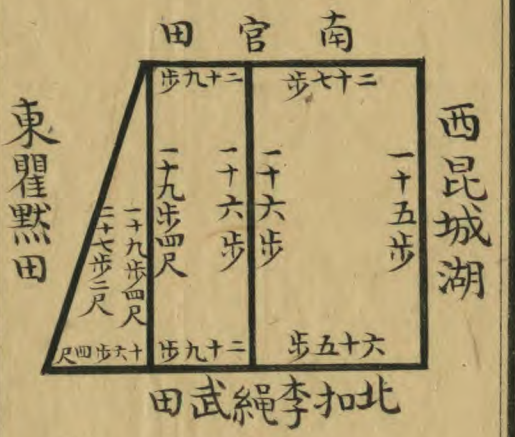 南官田
西昆城湖
二十七步
二十九步
一十五步
一十六步
一十六步
一十九步四尺
一十九步四尺
二十七步二尺
六十五步
二十九步
十六步四尺
東瞿黙田
北扣李繩武田